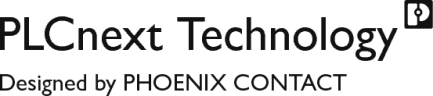 PLCnext Technology
Designed by PHOENIX CONTACT